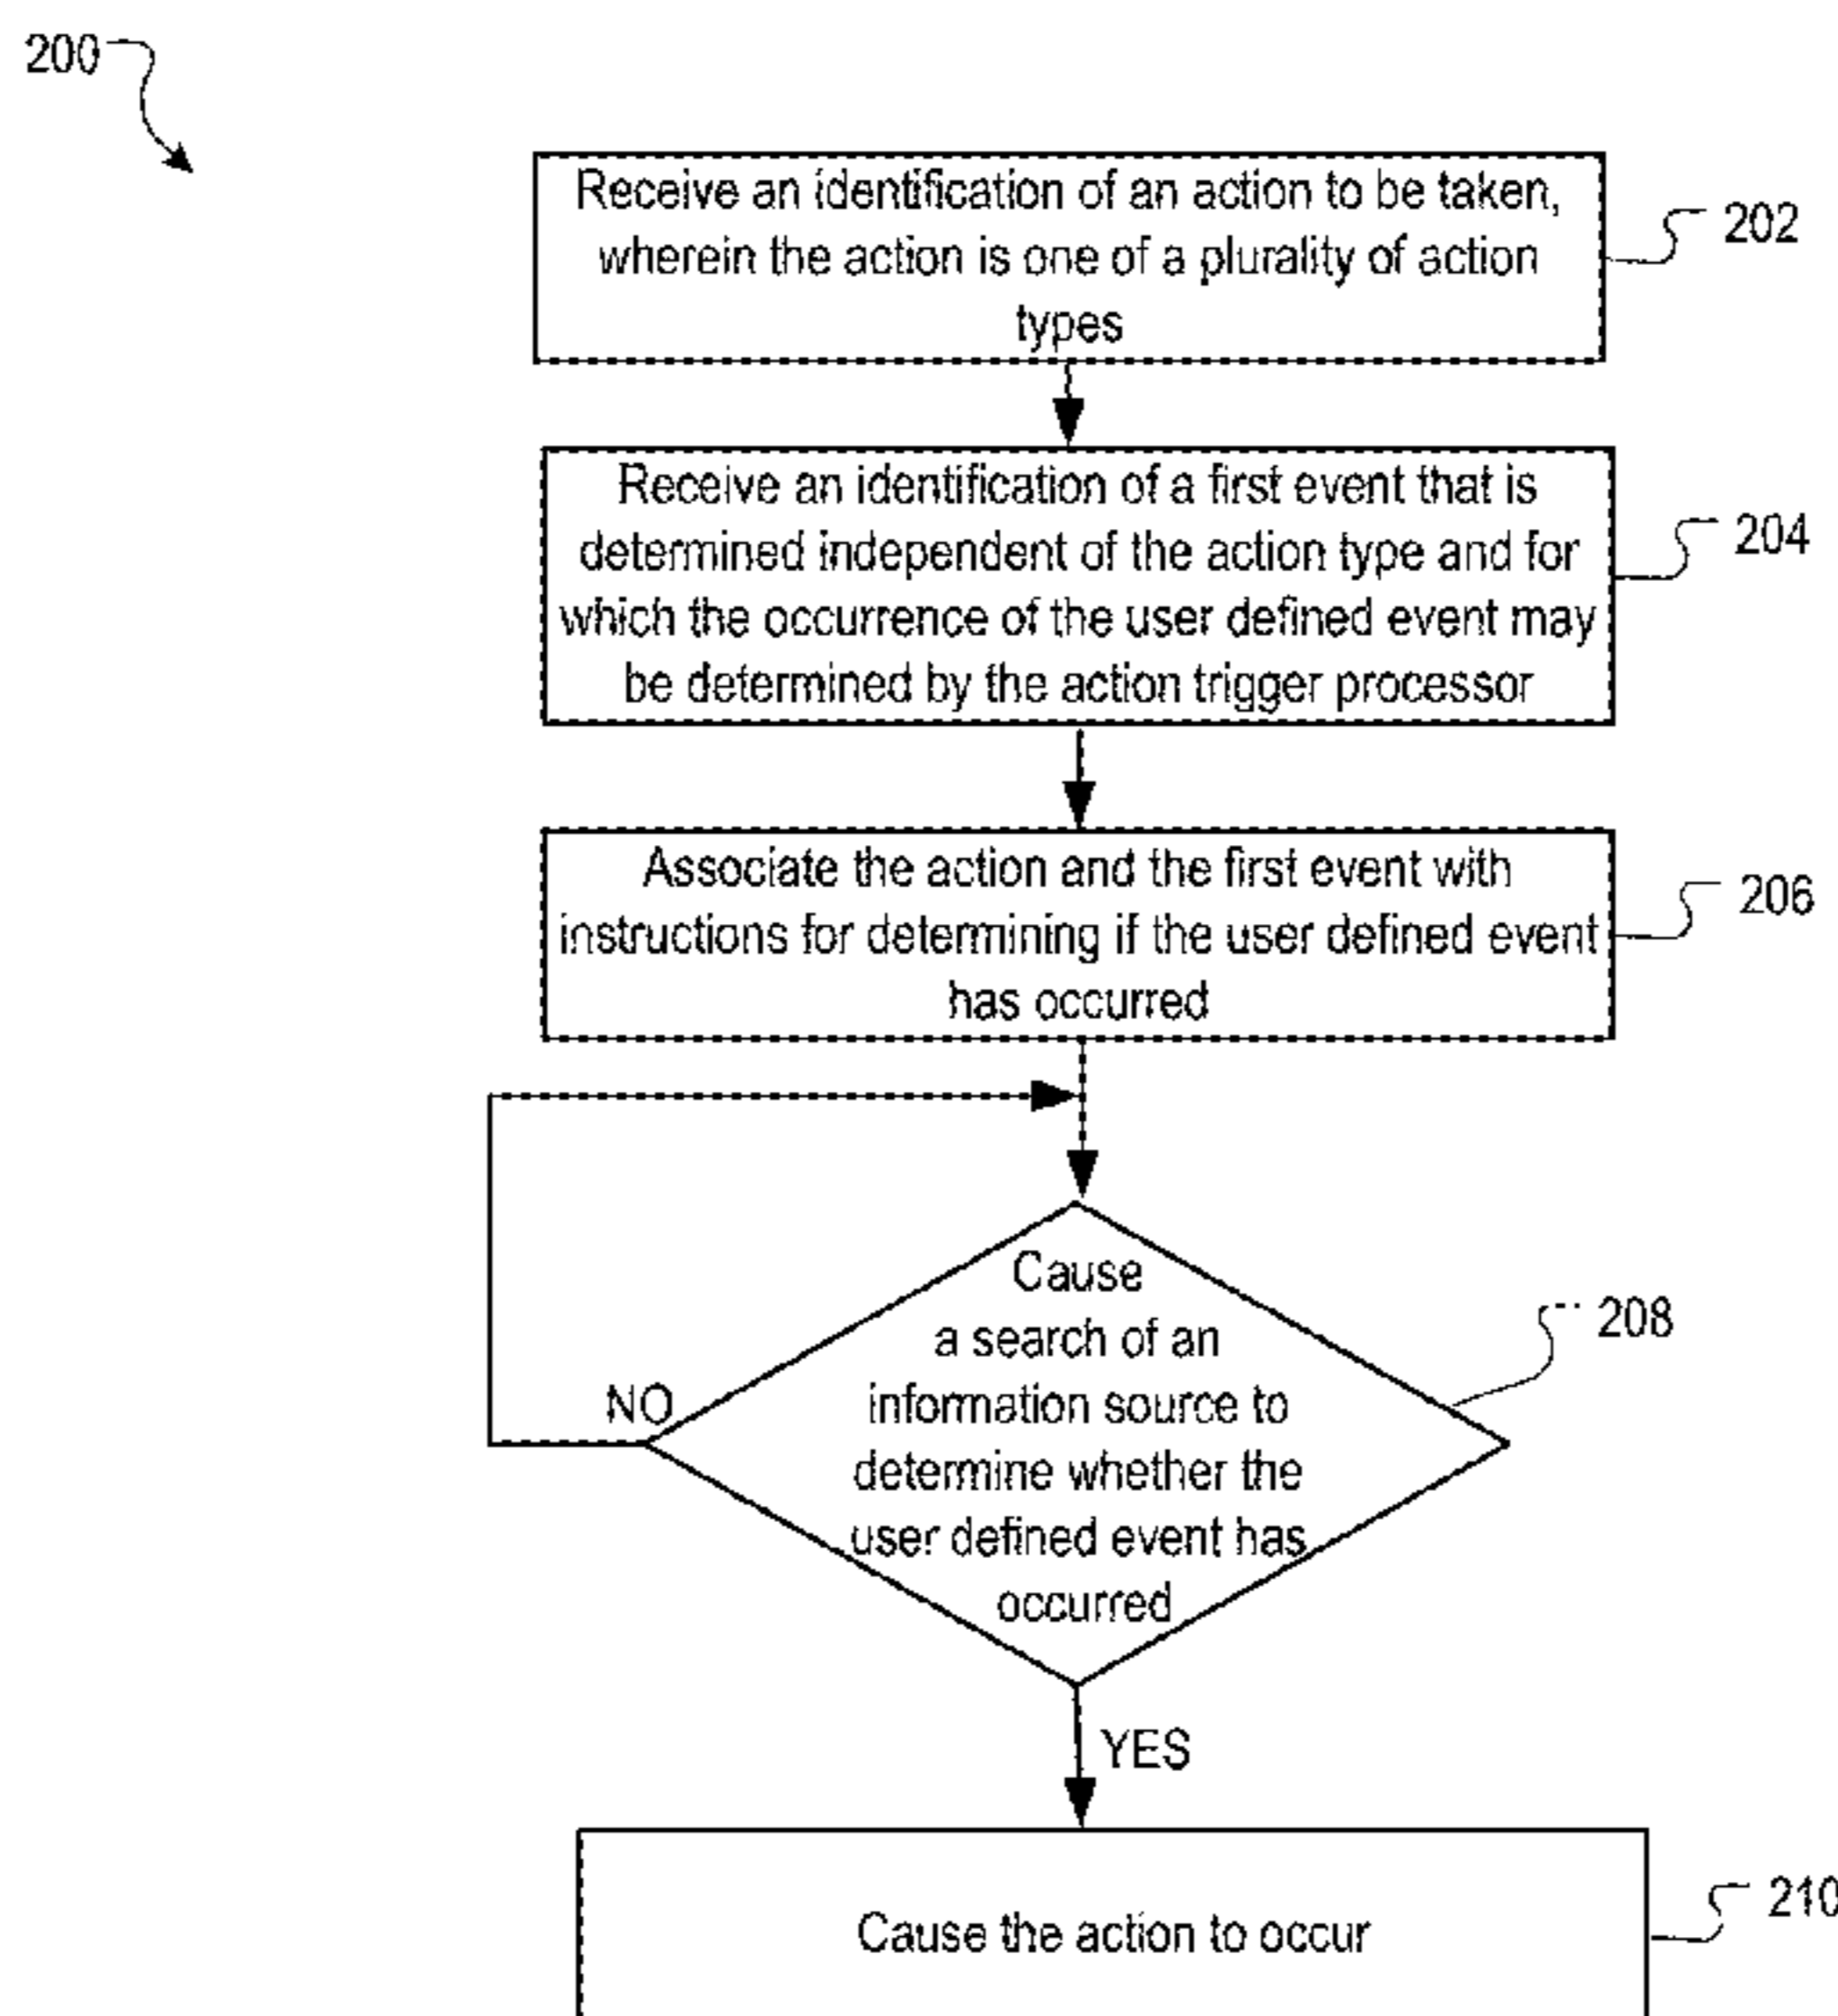 200
Receive an identification of an action to be taken,
wherein the action is one of a plurality of action
types
202
Receive an identification of a first event that is
determined independent of the action type and for
which the occurrence of the user defined event may
be determined by the action trigger processor
204
Associate the action and the first event with
instructions for determining if the user defined event
has occurred
206
Cause
a search of an
information source to
determine whether the
user defined event has
occurred
208
NO
YES
Cause the action to occur
210